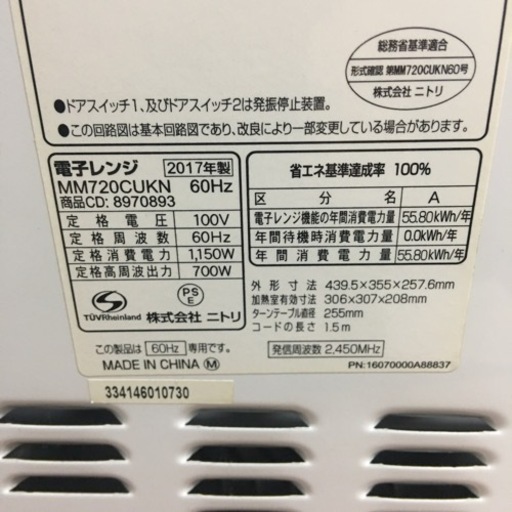 総務省基準適合
形式確認 第MM720CUKN60号
株式会社 ニトリ
●ドアスイッチ1、及びドアスイッチ2は発振停止装置。
●この回路図は基本回路図であり、改良により一部変更している場合
電子レンジ 2017年製
MM720CUKN 60Hz
商品CD: 8970893
定格電圧 100V
定格周波数 60Hz
定格消費電力 1,150W
定格高周波出力 700W
TÜVRheinland
PS
E
株式会社 ニトリ
この製品は 60Hz 専用です。
MADE IN CHINA M
334146010730
省エネ基準達成率 100%
区分名 A
電子レンジ機能の年間消費電力量 55.80kWh/年
年間待機時消費電力量 0.0kWh/年
年間消費電力量 55.80kWh/年
外形寸法 439.5×355×257.6mm
加熱室有効寸法 306×307×208mm
ターンテーブル直径 255mm
コードの長さ 1.5m
発信周波数 2,450MHz
PN:16070000A88837